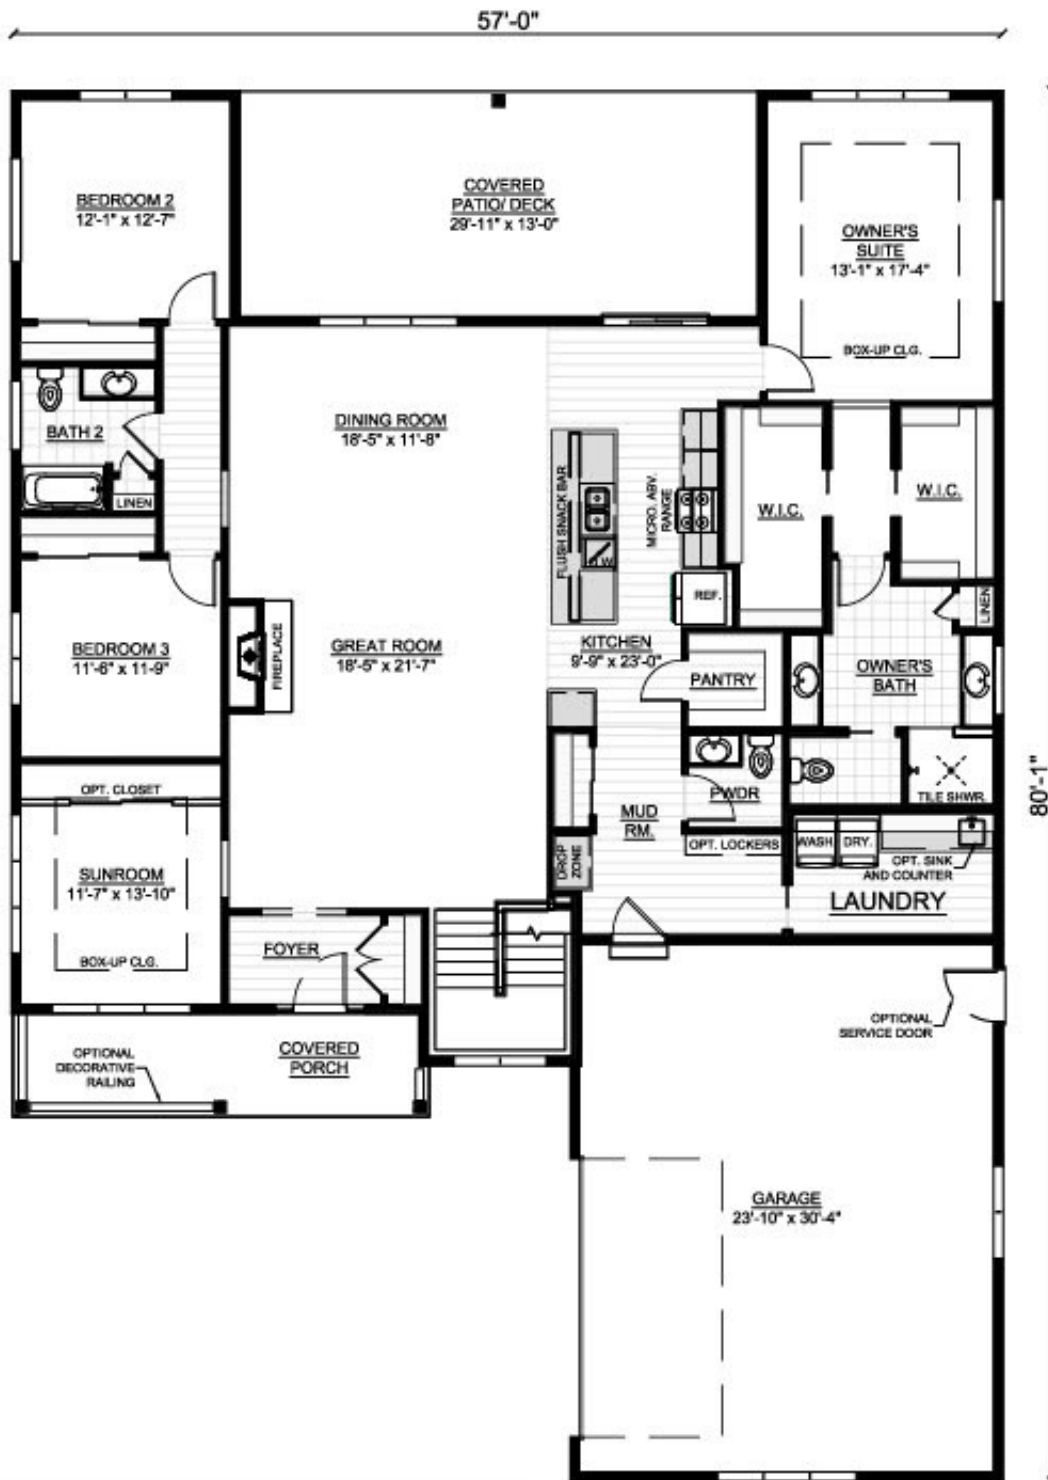 57'-0"
BEDROOM 2
12'-1" x 12'-7"
COVERED
PATIO/ DECK
29'-11" x 13'-0"
OWNER'S
SUITE
13'-1" x 17'-4"
BOX-UP CLG.
BATH 2
LINEN
DINING ROOM
18'-5" x 11'-8"
FLUSH SNACK BAR
D.W.
MICRO. ABV.
RANGE
REF.
W.I.C.
W.I.C.
LINEN
BEDROOM 3
11'-6" x 11'-9"
FIREPLACE
GREAT ROOM
18'-5" x 21'-7"
KITCHEN
9'-9" x 23'-0"
PANTRY
OWNER'S
BATH
OPT. CLOSET
SUNROOM
11'-7" x 13'-10"
BOX-UP CLG.
PWDR
MUD
RM.
OPT. LOCKERS
DROP
ZONE
TILE SHWR.
WASH
DRY.
OPT. SINK
AND COUNTER
LAUNDRY
80'-1"
FOYER
OPTIONAL
DECORATIVE
RAILING
COVERED
PORCH
OPTIONAL
SERVICE DOOR
GARAGE
23'-10" x 30'-4"